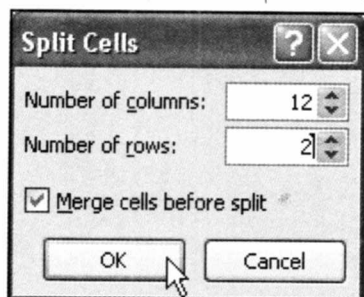 Split Cells
Number of columns: 12
Number of rows: 2
Merge cells before split
OK Cancel